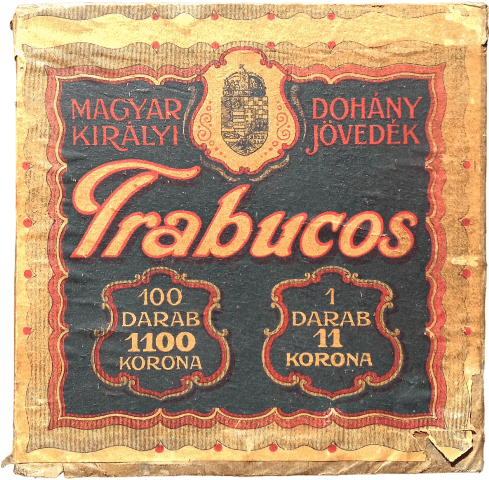 MAGYAR
KIRÁLYI
DOHÁNY
JÖVEDÉK
Trabucos
100
DARAB
1100
KORONA
1
DARAB
11
KORONA